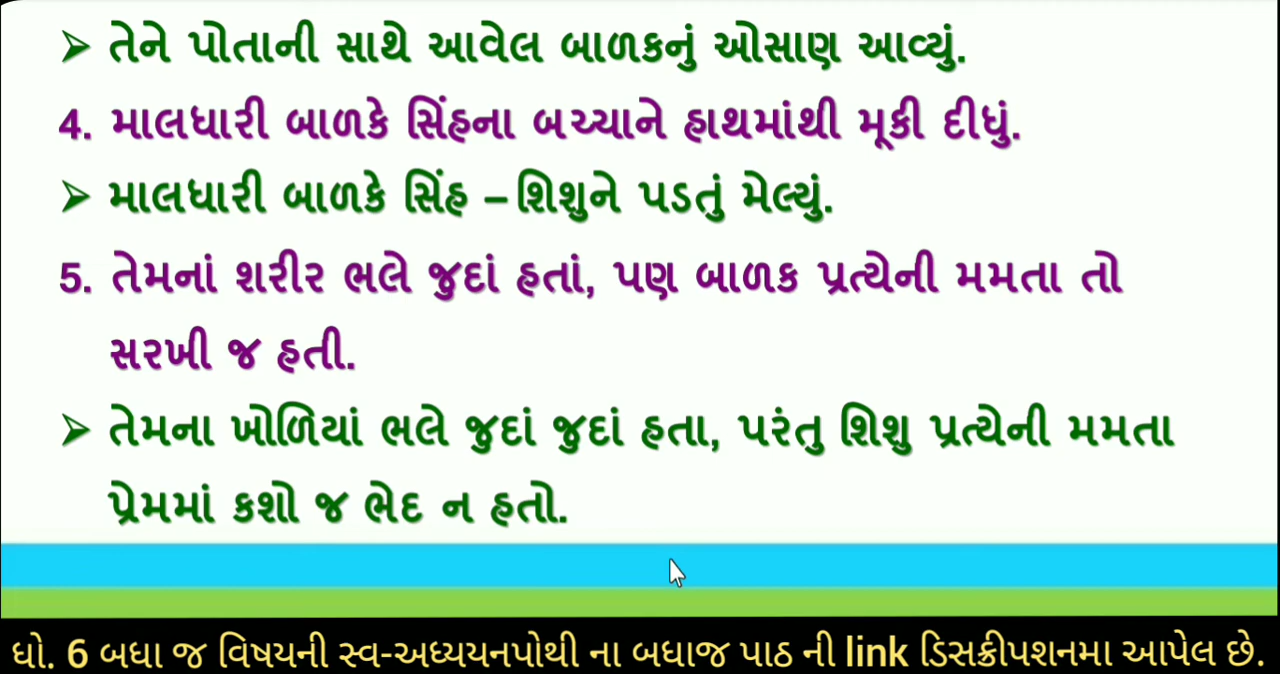 ➢ તેને પોતાની સાથે આવેલ બાળકનું ઓસાણ આવ્યું.
4. માલધારી બાળકે સિંહના બચ્ચાને હાથમાંથી મૂકી દીધું.
➢ માલધારી બાળકે સિંહ – શિશુને પડતું મેલ્યું.
5. તેમનાં શરીર ભલે જુદાં હતાં, પણ બાળક પ્રત્યેની મમતા તો
સરખી જ હતી.
➢ તેમના ખોળિયાં ભલે જુદાં જુદાં હતા, પરંતુ શિશુ પ્રત્યેની મમતા
પ્રેમમાં કશો જ ભેદ ન હતો.
ધો. 6 બધા જ વિષયની સ્વ-અધ્યયનપોથી ના બધાજ પાઠ ની link ડિસક્રીપશનમા આપેલ છે.